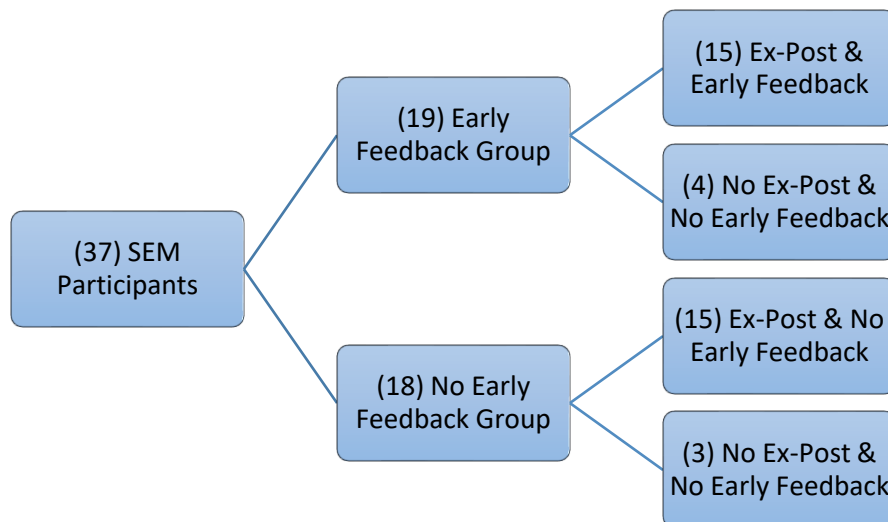 (37) SEM
Participants
(19) Early
Feedback Group
(18) No Early
Feedback Group
(15) Ex-Post &
Early Feedback
(4) No Ex-Post &
No Early Feedback
(15) Ex-Post & No
Early Feedback
(3) No Ex-Post &
No Early Feedback